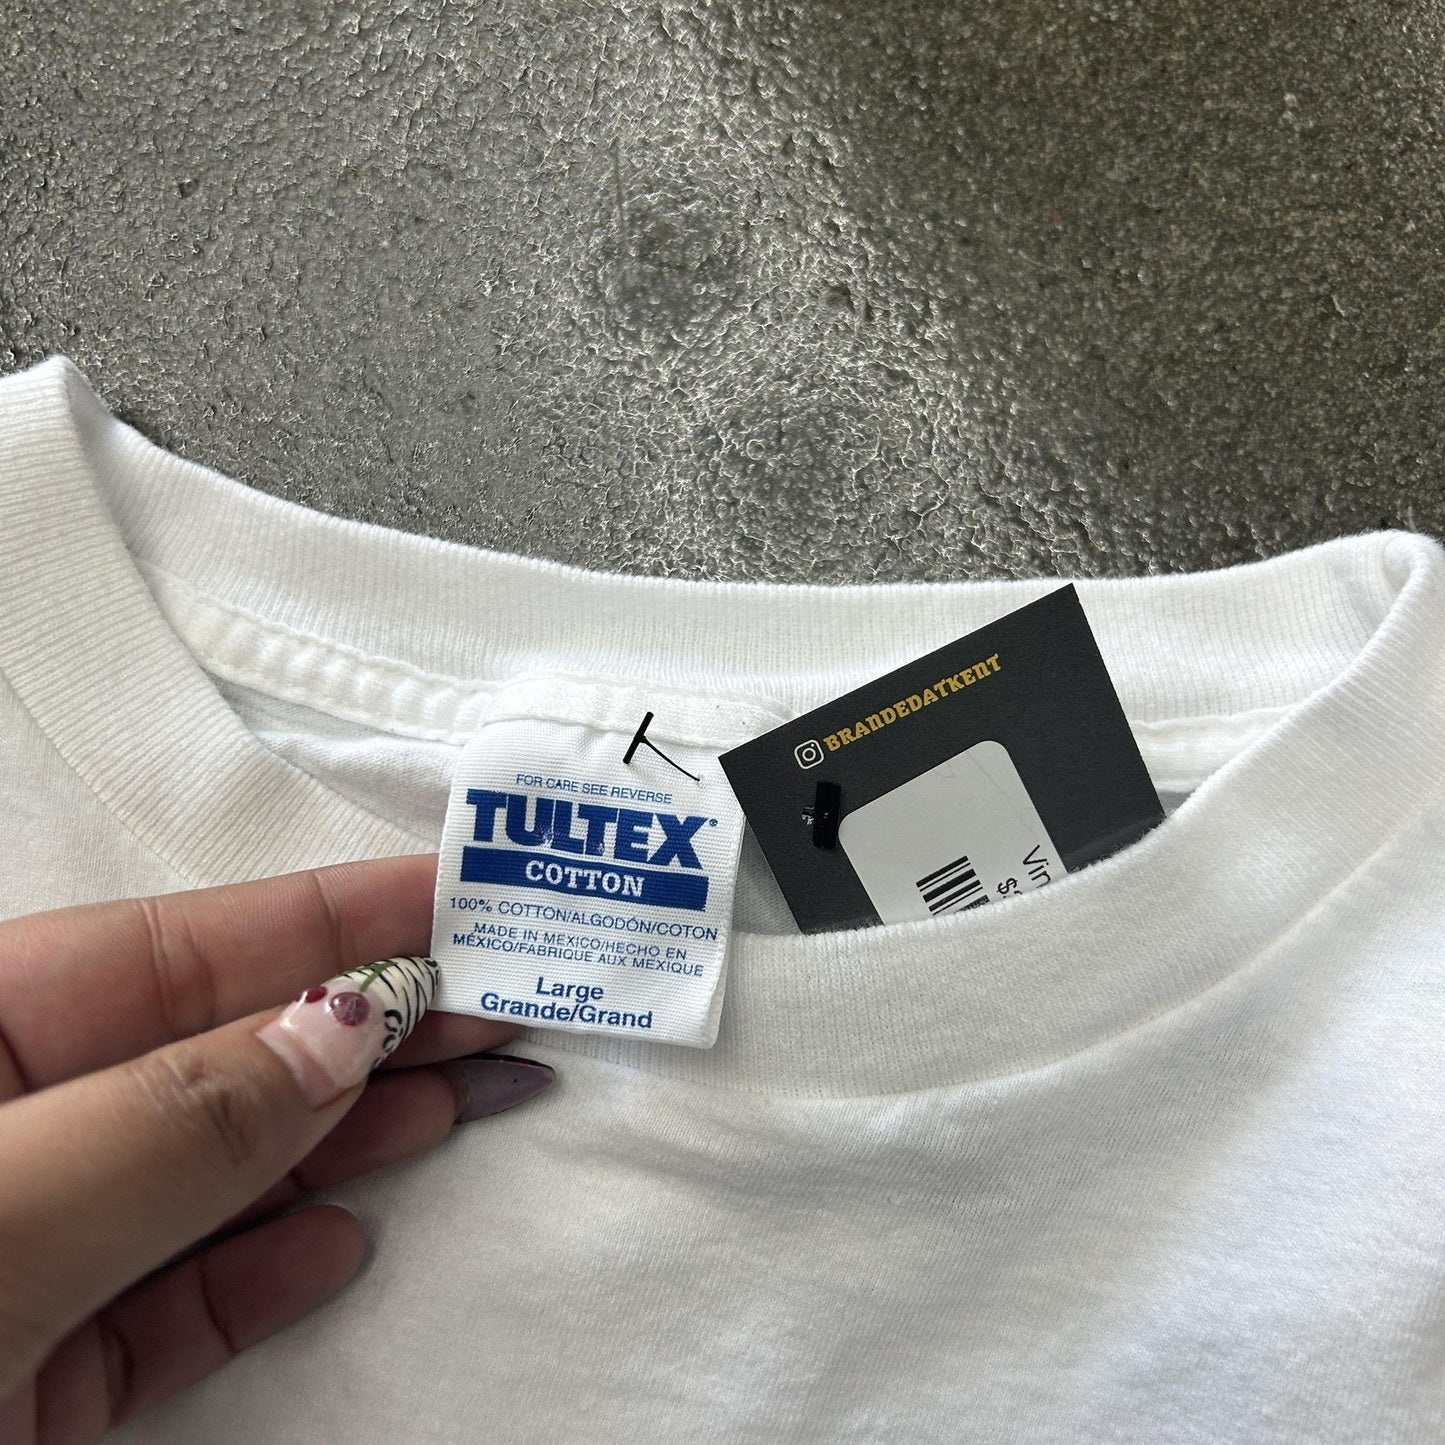 FOR CARE SEE REVERSE
TULTEX®
COTTON
100% COTTON/ALGODÓN/COTON
MADE IN MEXICO/HECHO EN
MÉXICO/FABRIQUE AUX MEXIQUE
Large
Grande/Grand
BRANDEDATKENT